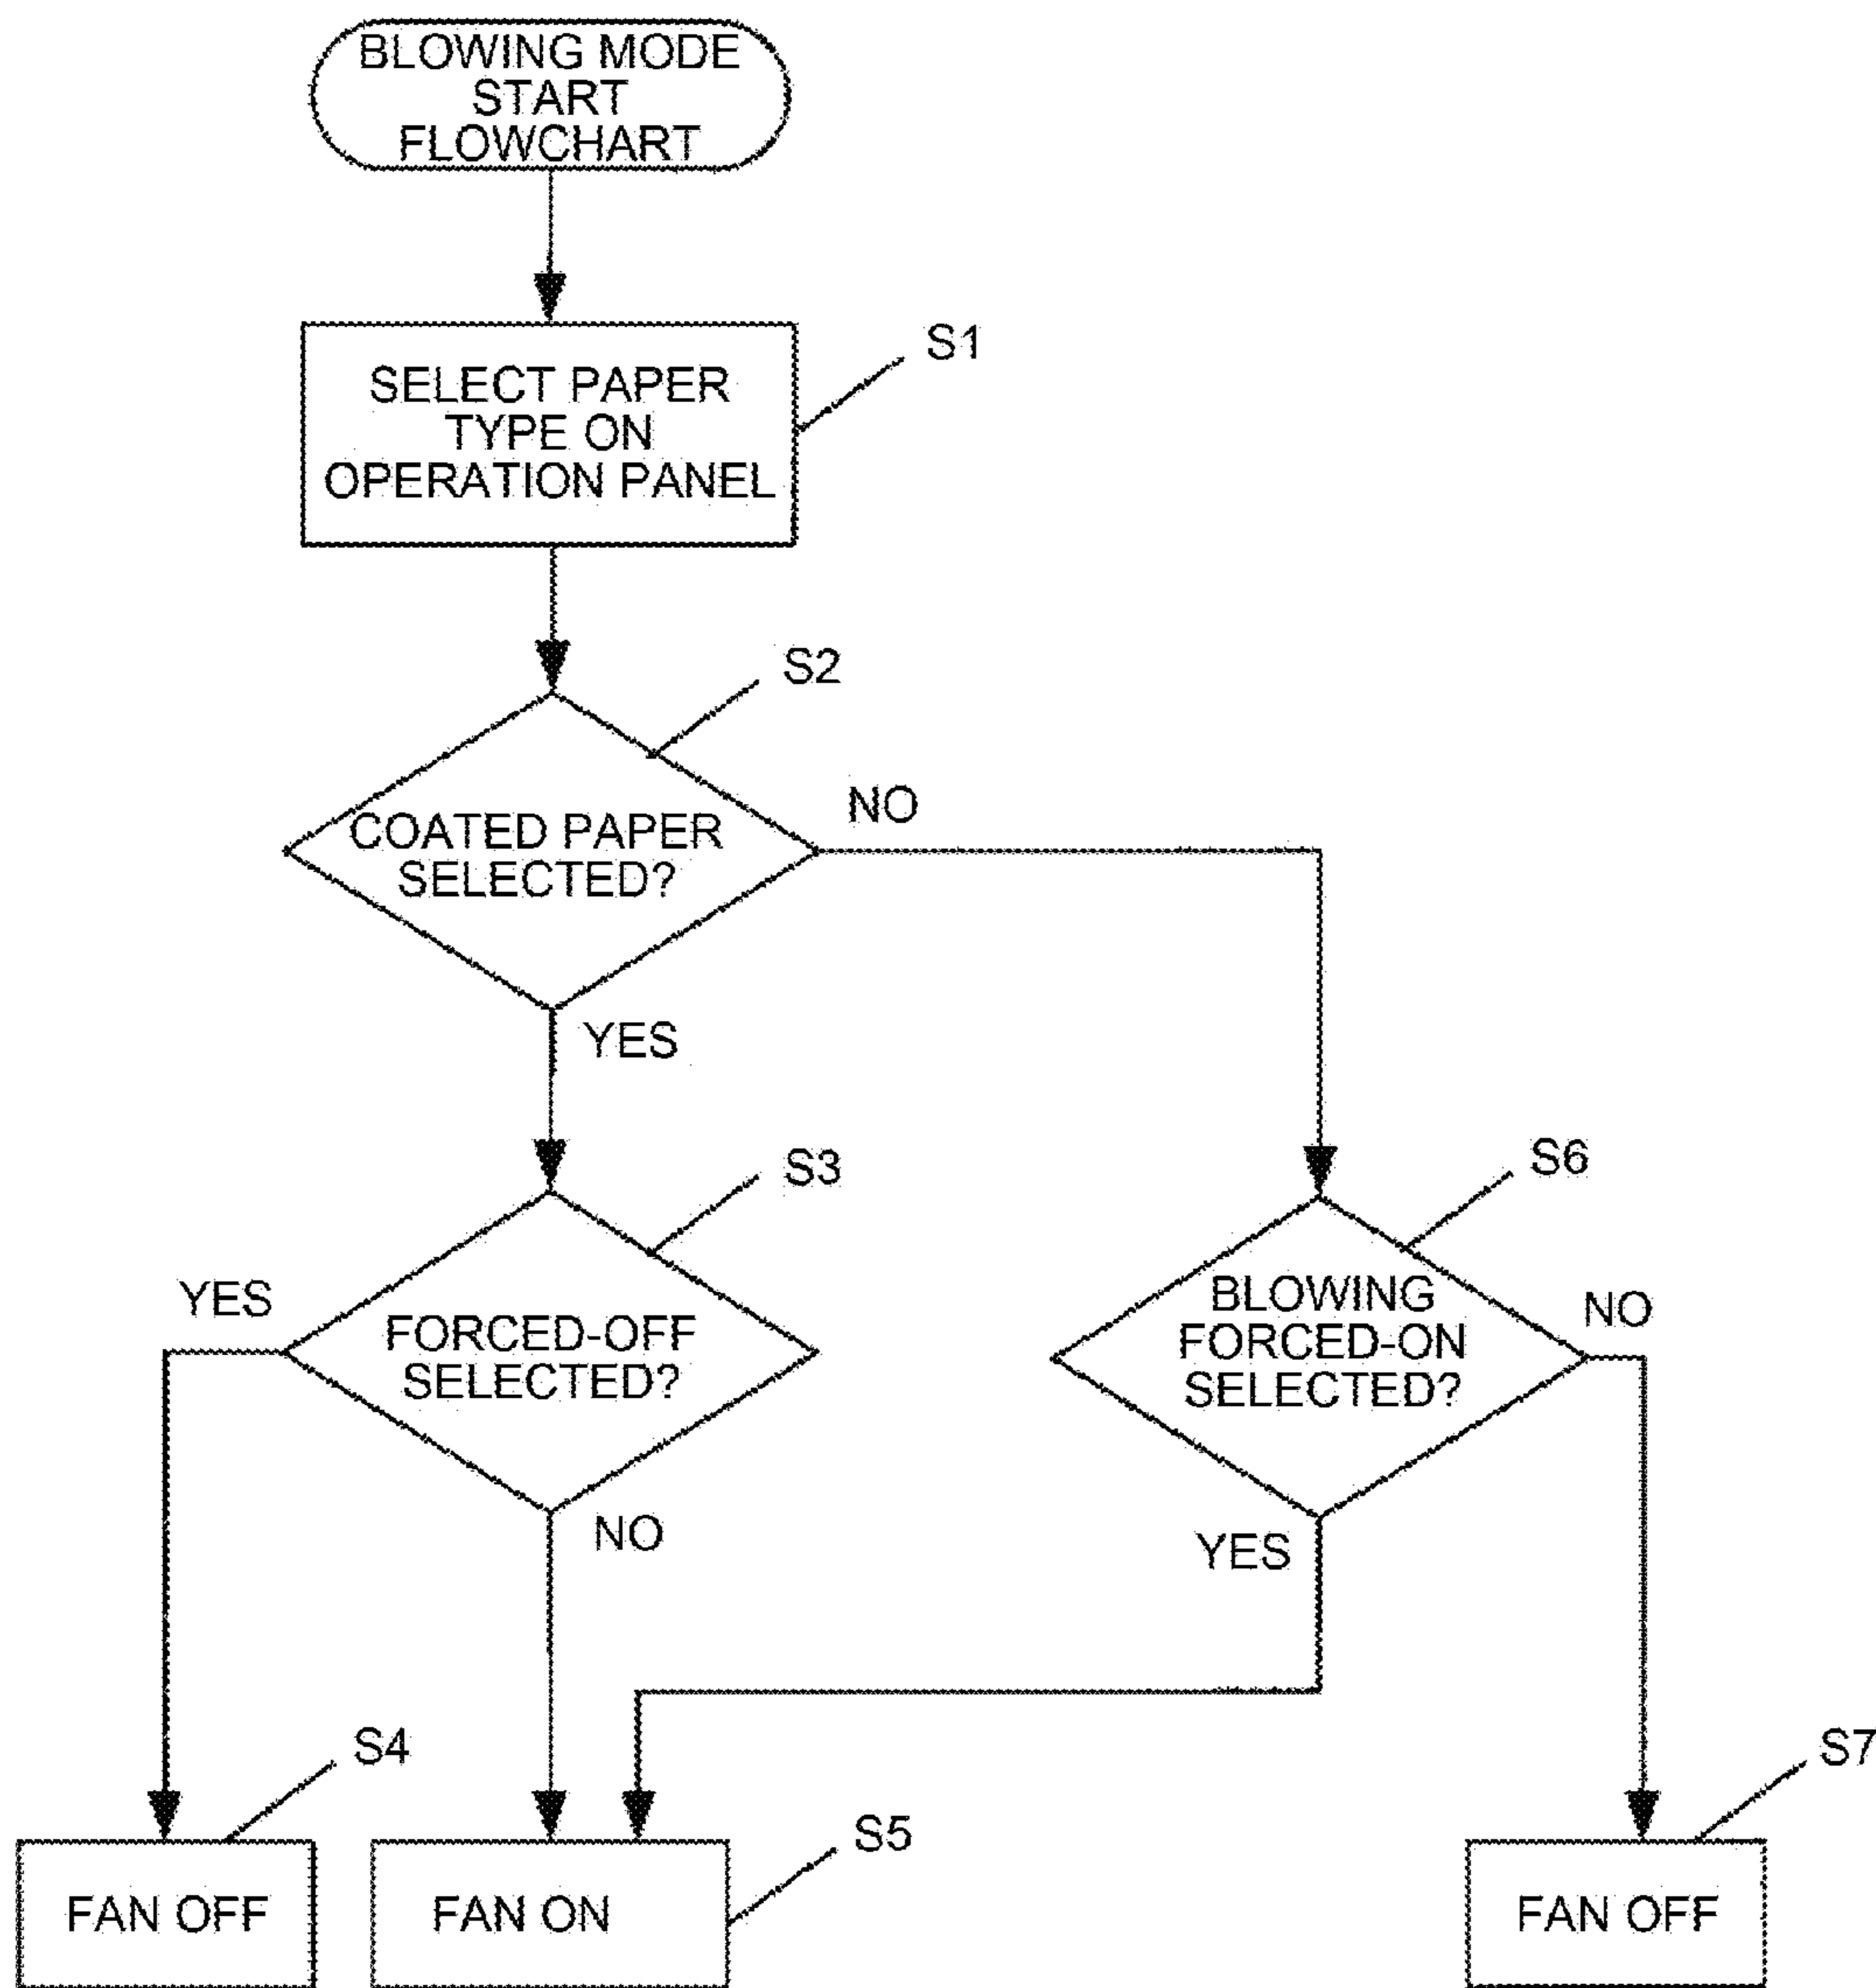 BLOWING MODE
START
FLOWCHART
S1
SELECT PAPER
TYPE ON
OPERATION PANEL
S2
NO
COATED PAPER
SELECTED?
YES
S3
S6
YES
FORCED-OFF
SELECTED?
BLOWING
FORCED-ON
SELECTED?
NO
NO
YES
S4
S5
S7
FAN OFF
FAN ON
FAN OFF